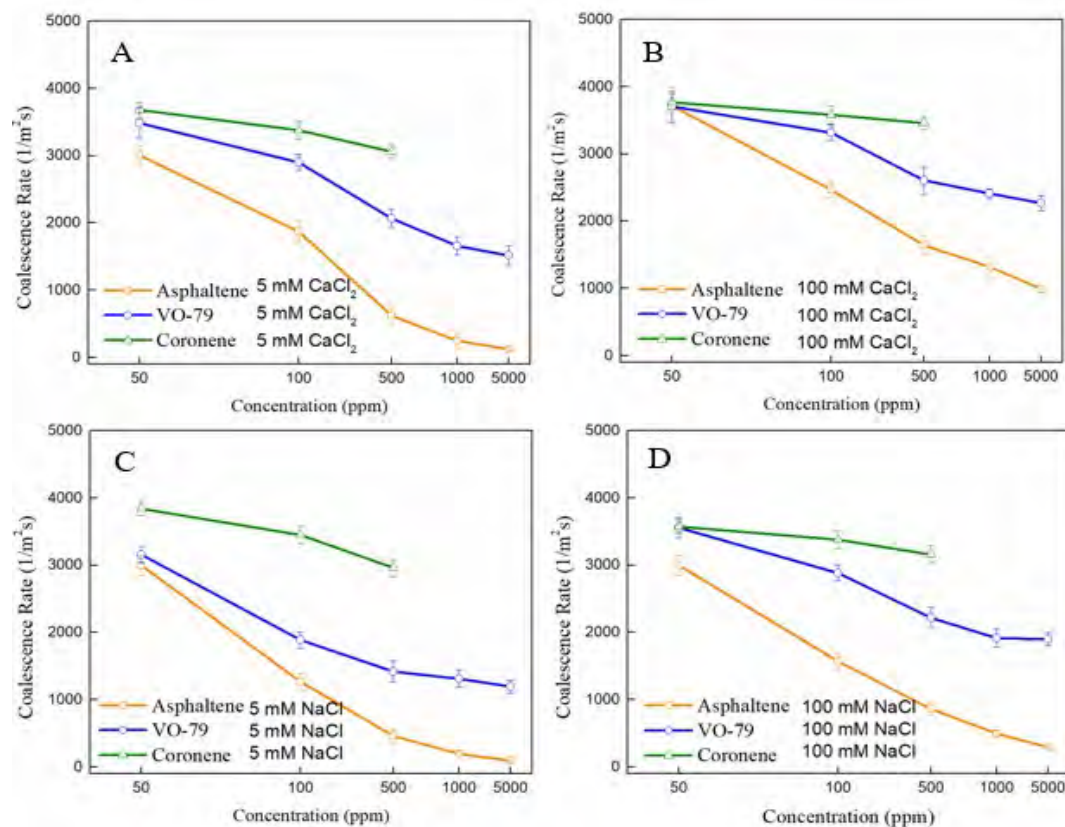 A
5000
4000
3000
2000
1000
0
Coalescence Rate (1/m²s)
Asphaltene 5 mM CaCl₂
VO-79 5 mM CaCl₂
Coronene 5 mM CaCl₂
50 100 500 1000 5000
Concentration (ppm)
B
5000
4000
3000
2000
1000
0
Coalescence Rate (1/m²s)
Asphaltene 100 mM CaCl₂
VO-79 100 mM CaCl₂
Coronene 100 mM CaCl₂
50 100 500 1000 5000
Concentration (ppm)
C
5000
4000
3000
2000
1000
0
Coalescence Rate (1/m²s)
Asphaltene 5 mM NaCl
VO-79 5 mM NaCl
Coronene 5 mM NaCl
50 100 500 1000 5000
Concentration (ppm)
D
5000
4000
3000
2000
1000
0
Coalescence Rate (1/m²s)
Asphaltene 100 mM NaCl
VO-79 100 mM NaCl
Coronene 100 mM NaCl
50 100 500 1000 5000
Concentration (ppm)